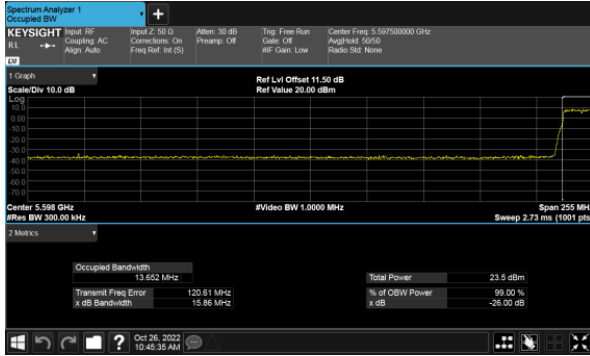 Spectrum Analyzer 1
Occupied BW
+
KEYSIGHT Input: RF Input Z: 50 Ω Atten: 30 dB Trig: Free Run Center Freq: 5.597500000 GHz
RL Coupling: AC Corrections: On Preamp: Off Gate: Off Avg|Hold: 50/50
Align: Auto Freq Ref: Int (S) #IF Gain: Low Radio Std: None
LXI
1 Graph
Ref Lvl Offset 11.50 dB
Scale/Div 10.0 dB Ref Value 20.00 dBm
Log
10.0
0.00
-10.0
-20.0
-30.0
-40.0
-50.0
-60.0
-70.0
Center 5.598 GHz #Video BW 1.0000 MHz Span 255 MH
#Res BW 300.00 kHz Sweep 2.73 ms (1001 pts
2 Metrics
Occupied Bandwidth
13.652 MHz Total Power 23.5 dBm
Transmit Freq Error 120.61 MHz % of OBW Power 99.00 %
x dB Bandwidth 15.86 MHz x dB -26.00 dB
? Oct 26, 2022
10:45:35 AM